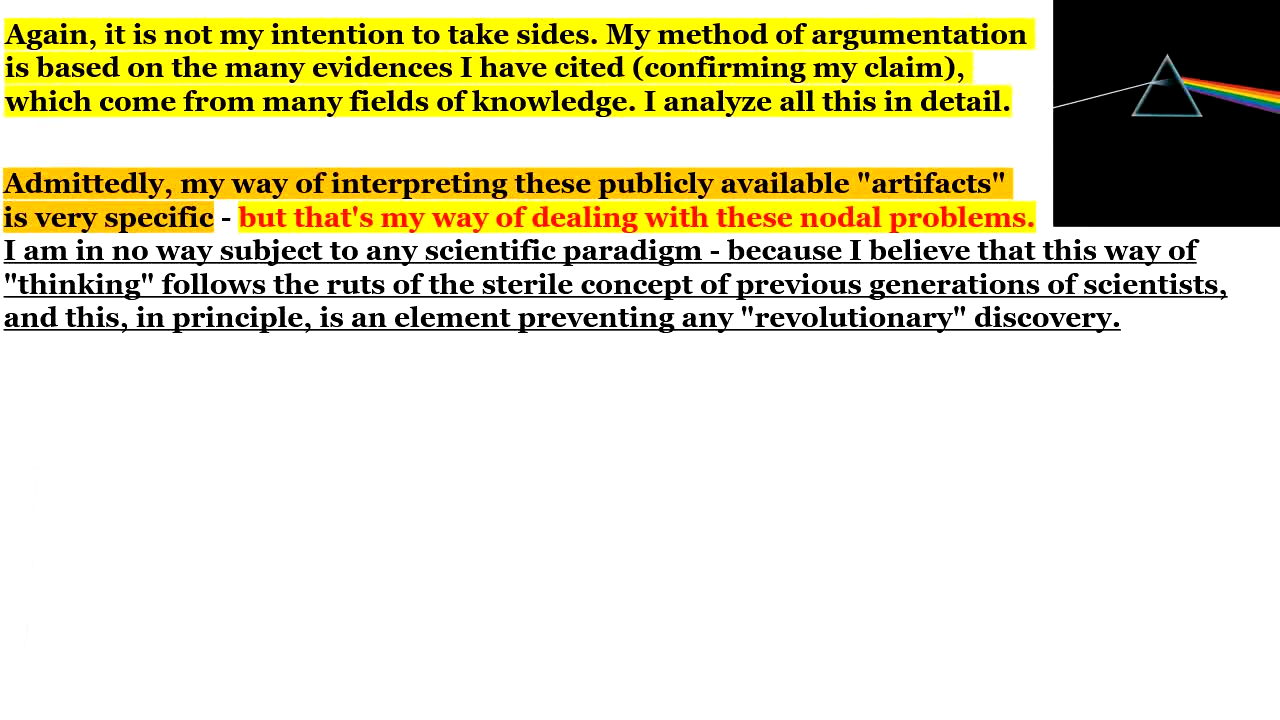 Again, it is not my intention to take sides. My method of argumentation
is based on the many evidences I have cited (confirming my claim),
which come from many fields of knowledge. I analyze all this in detail.
Admittedly, my way of interpreting these publicly available "artifacts"
is very specific - but that's my way of dealing with these nodal problems.
I am in no way subject to any scientific paradigm - because I believe that this way of
"thinking" follows the ruts of the sterile concept of previous generations of scientists,
and this, in principle, is an element preventing any "revolutionary" discovery.